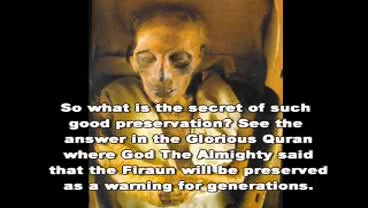 So what is the secret of such
good preservation? See the
answer in the Glorious Quran
where God The Almighty said
that the Firaun will be preserved
as a warning for generations.